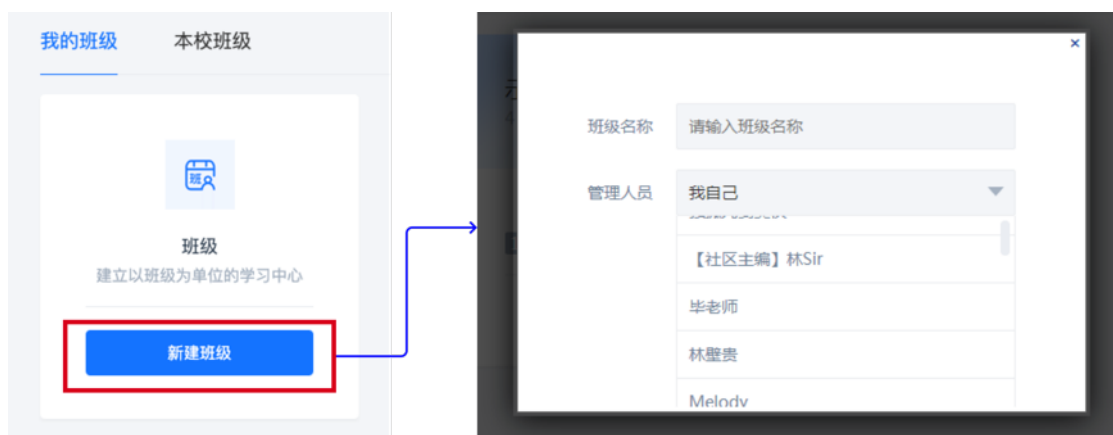 我的班级
本校班级
班
班级
建立以班级为单位的学习中心
新建班级
×
班级名称
请输入班级名称
管理人员
我自己
【社区主编】林Sir
毕老师
林壁贵
Melody